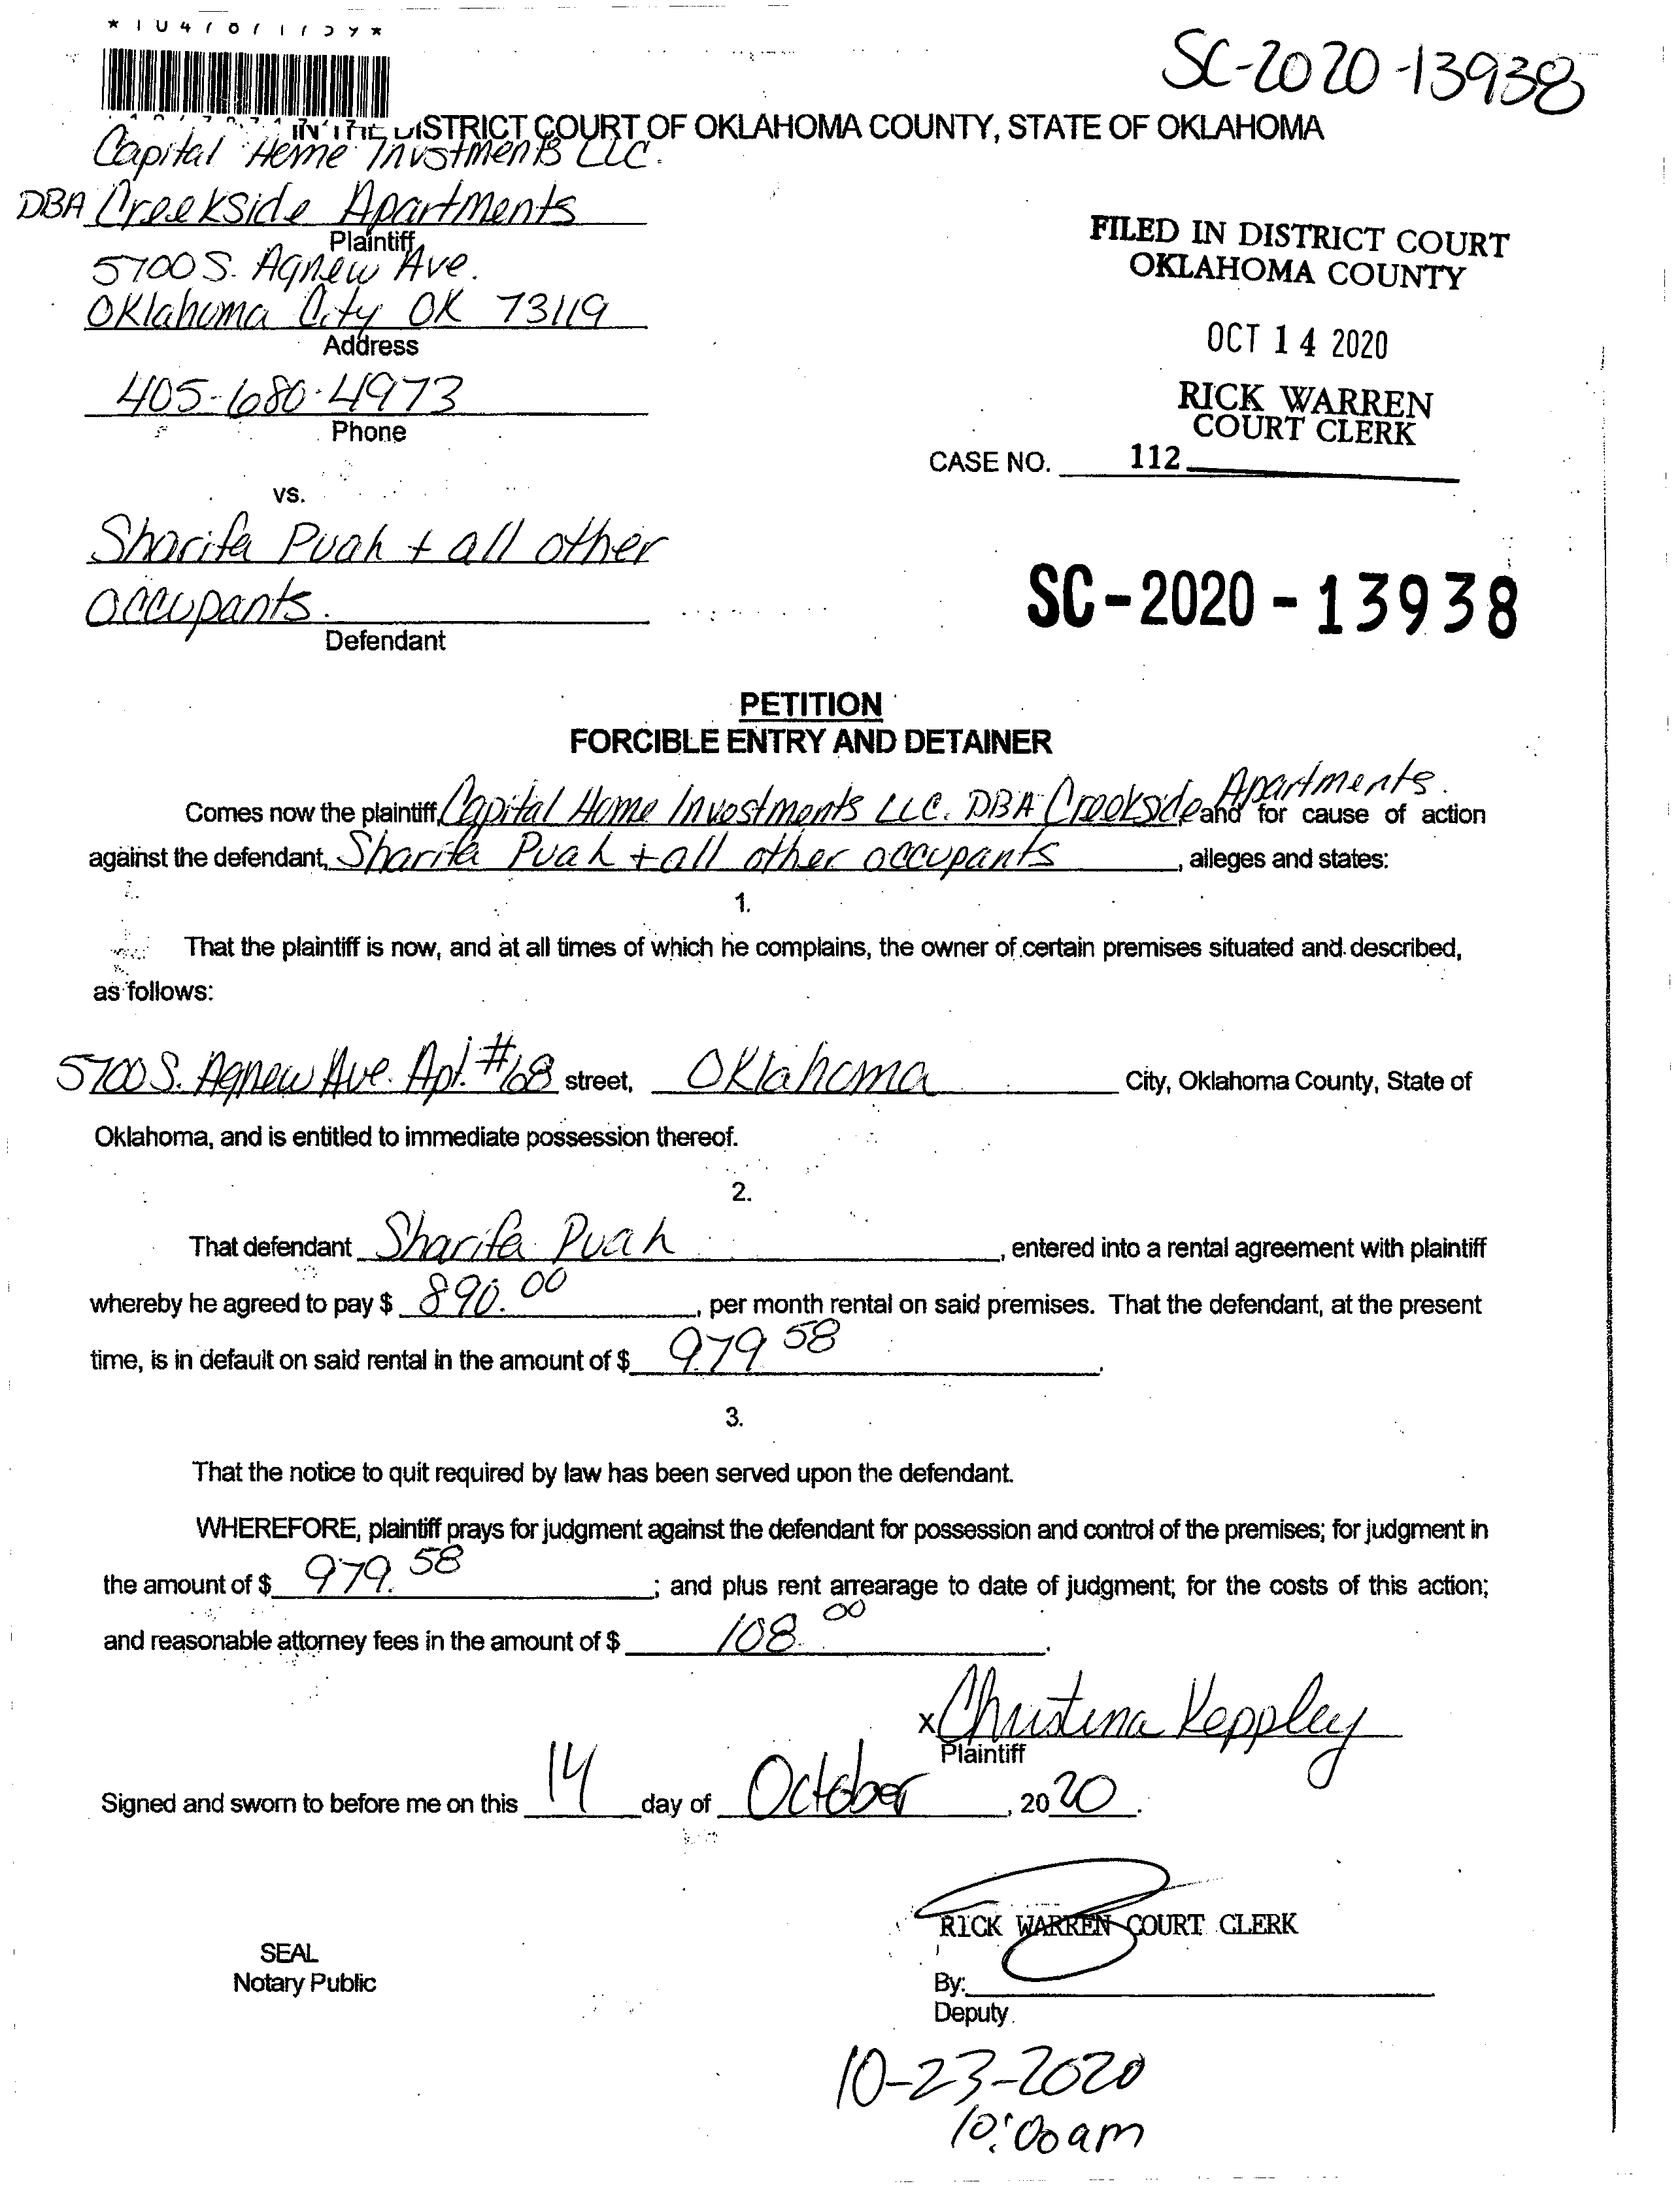 SC-2020-13938
DISTRICT COURT OF OKLAHOMA COUNTY, STATE OF OKLAHOMA
Capital Home Invstments LLC.
DBA Creekside Apartments
Plaintiff
5700 S. Agnew Ave.
Oklahoma City OK 73119
Address
405-680-4973
Phone
FILED IN DISTRICT COURT
OKLAHOMA COUNTY
OCT 14 2020
RICK WARREN
COURT CLERK
CASE NO. 112
vs.
Sharifa Puah + all other
occupants.
Defendant
SC-2020-13938
PETITION
FORCIBLE ENTRY AND DETAINER
Comes now the plaintiff, Capital Home Investments LLC. DBA Creekside Apartments. and for cause of action
against the defendant, Sharifa Puah + all other occupants, alleges and states:
1.
That the plaintiff is now, and at all times of which he complains, the owner of certain premises situated and described,
as follows:
5700 S. Agnew Ave. Apt. #168 street, Oklahoma City, Oklahoma County, State of
Oklahoma, and is entitled to immediate possession thereof.
2.
That defendant Sharifa Puah, entered into a rental agreement with plaintiff
whereby he agreed to pay $ 890.00, per month rental on said premises. That the defendant, at the present
time, is in default on said rental in the amount of $ 979 58.
3.
That the notice to quit required by law has been served upon the defendant.
WHEREFORE, plaintiff prays for judgment against the defendant for possession and control of the premises; for judgment in
the amount of $ 979.58; and plus rent arrearage to date of judgment; for the costs of this action;
and reasonable attorney fees in the amount of $ 108.00.
x Christina Keppley
Plaintiff
Signed and sworn to before me on this 14 day of October, 2020.
RICK WARREN COURT CLERK
SEAL
Notary Public
By:
Deputy
10-23-2020
10:00am